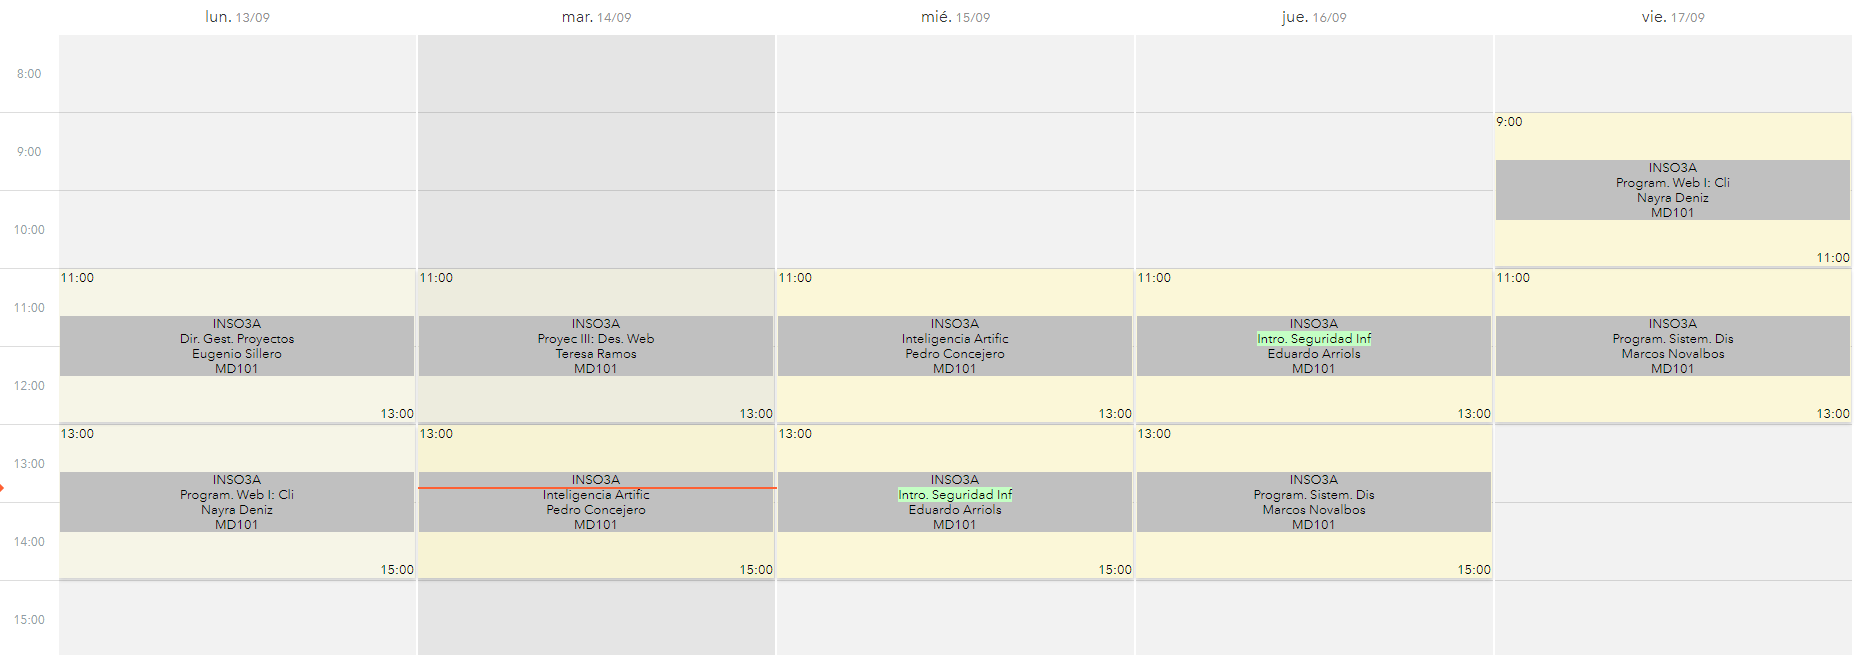 lun. 13/09
mar. 14/09
mié. 15/09
jue. 16/09
vie. 17/09
8:00
9:00
10:00
11:00
12:00
13:00
14:00
15:00
11:00
INSO3A
Dir. Gest. Proyectos
Eugenio Sillero
MD101
13:00
13:00
INSO3A
Program. Web I: Cli
Nayra Deniz
MD101
15:00
11:00
INSO3A
Proyec III: Des. Web
Teresa Ramos
MD101
13:00
13:00
INSO3A
Inteligencia Artific
Pedro Concejero
MD101
15:00
11:00
INSO3A
Inteligencia Artific
Pedro Concejero
MD101
13:00
13:00
INSO3A
Intro. Seguridad Inf
Eduardo Arriols
MD101
15:00
11:00
INSO3A
Intro. Seguridad Inf
Eduardo Arriols
MD101
13:00
13:00
INSO3A
Program. Sistem. Dis
Marcos Novalbos
MD101
15:00
9:00
INSO3A
Program. Web I: Cli
Nayra Deniz
MD101
11:00
11:00
INSO3A
Program. Sistem. Dis
Marcos Novalbos
MD101
13:00